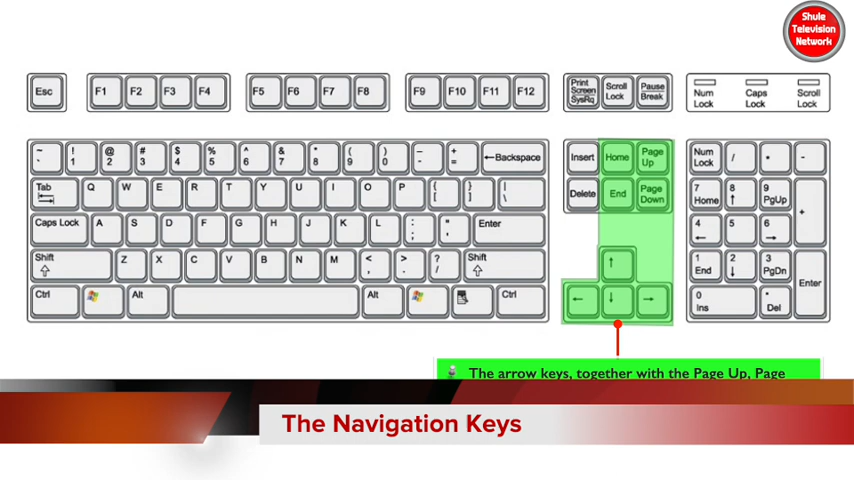 Shule
Television
Network
Esc F1 F2 F3 F4 F5 F6 F7 F8 F9 F10 F11 F12 Print Screen SysRq Scroll Lock Pause Break Num Lock Caps Lock Scroll Lock
~ ` ! 1 @ 2 # 3 $ 4 % 5 ^ 6 & 7 * 8 ( 9 ) 0 _ - + = ←Backspace Insert Home Page Up Num Lock / * -
Tab Q W E R T Y U I O P { [ } ] | \ Delete End Page Down 7 Home 8 ↑ 9 PgUp +
Caps Lock A S D F G H J K L : ; " ' Enter 4 ← 5 6 →
Shift Z X C V B N M < , > . ? / Shift ↑ 1 End 2 ↓ 3 PgDn Enter
Ctrl Alt Alt Ctrl ← ↓ → 0 Ins . Del
The arrow keys, together with the Page Up, Page
The Navigation Keys